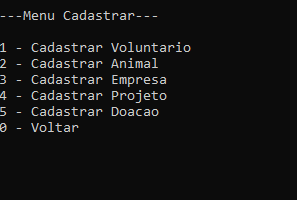 ---Menu Cadastrar---
1 - Cadastrar Voluntario
2 - Cadastrar Animal
3 - Cadastrar Empresa
4 - Cadastrar Projeto
5 - Cadastrar Doacao
0 - Voltar